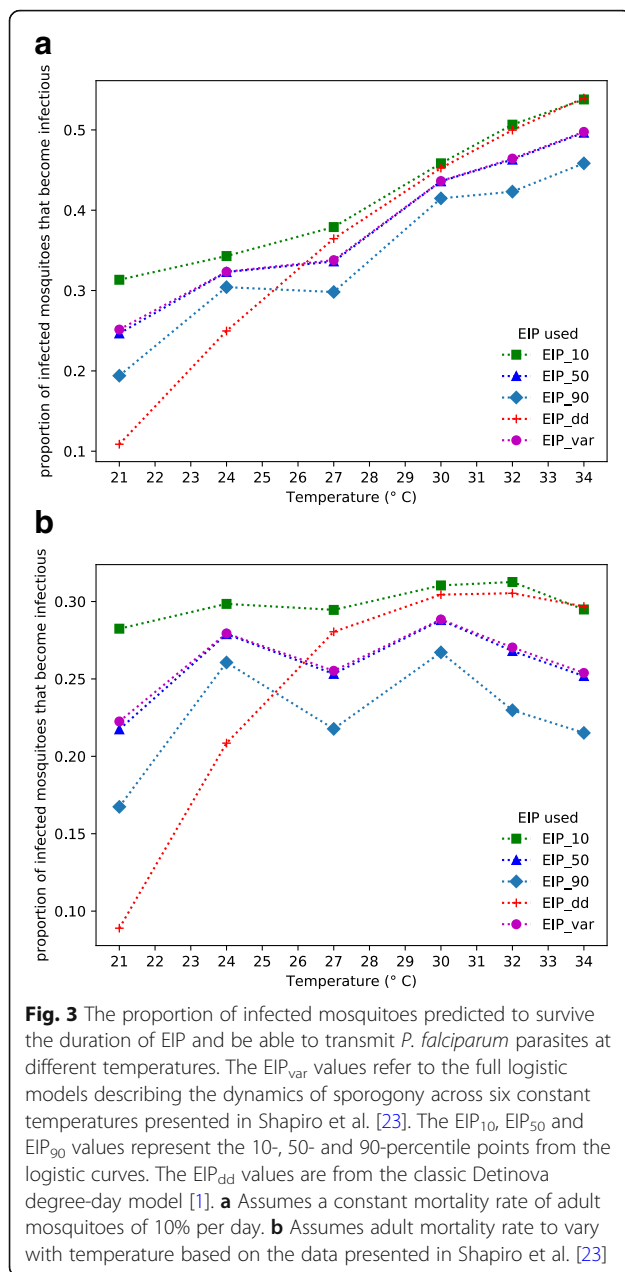 a
proportion of infected mosquitoes that become infectious
0.5
0.4
0.3
0.2
0.1
EIP used
EIP_10
EIP_50
EIP_90
EIP_dd
EIP_var
21 22 23 24 25 26 27 28 29 30 31 32 33 34
Temperature (° C)
b
proportion of infected mosquitoes that become infectious
0.30
0.25
0.20
0.15
0.10
EIP used
EIP_10
EIP_50
EIP_90
EIP_dd
EIP_var
21 22 23 24 25 26 27 28 29 30 31 32 33 34
Temperature (° C)
Fig. 3 The proportion of infected mosquitoes predicted to survive
the duration of EIP and be able to transmit P. falciparum parasites at
different temperatures. The EIPvar values refer to the full logistic
models describing the dynamics of sporogony across six constant
temperatures presented in Shapiro et al. [23]. The EIP10, EIP50 and
EIP90 values represent the 10-, 50- and 90-percentile points from the
logistic curves. The EIPdd values are from the classic Detinova
degree-day model [1]. a Assumes a constant mortality rate of adult
mosquitoes of 10% per day. b Assumes adult mortality rate to vary
with temperature based on the data presented in Shapiro et al. [23]